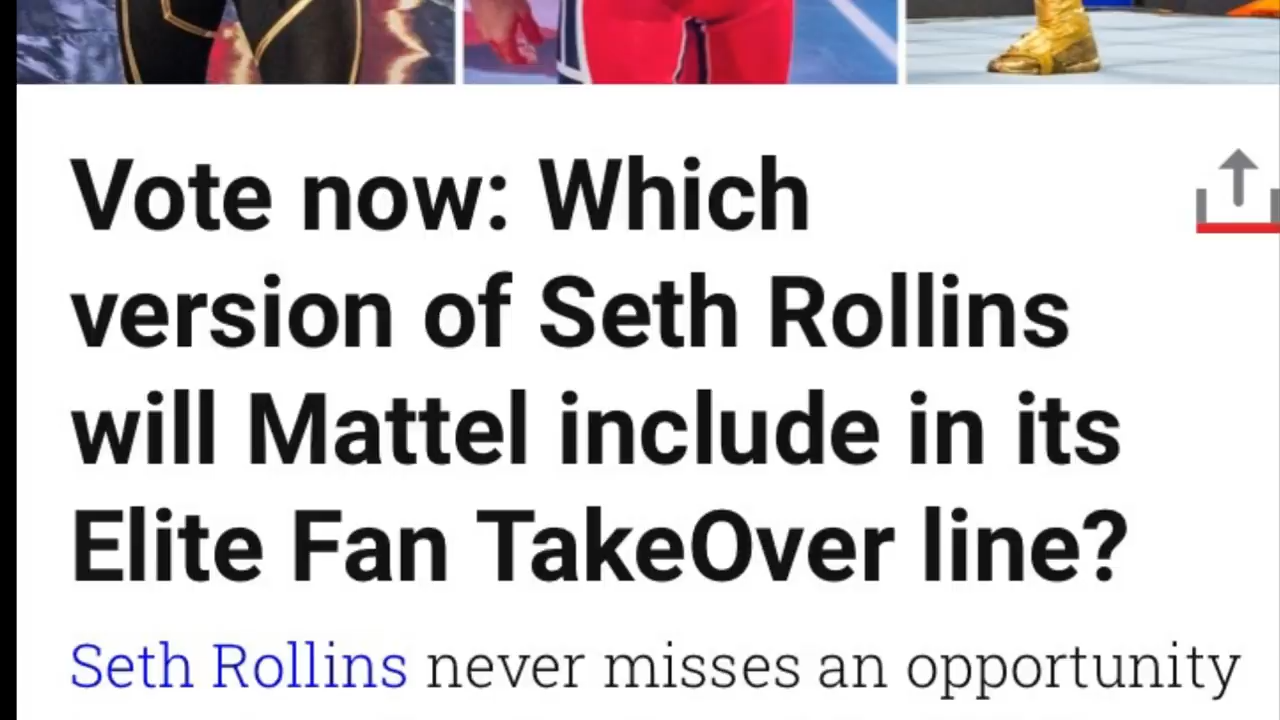 Vote now: Which
version of Seth Rollins
will Mattel include in its
Elite Fan TakeOver line?
Seth Rollins never misses an opportunity